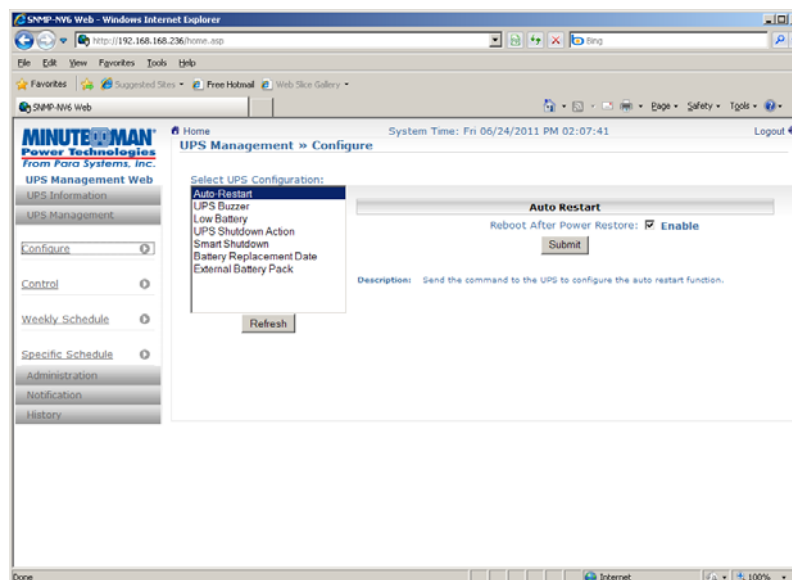 SNMP-NV6 Web - Windows Internet Explorer
http://192.168.168.236/home.asp
Bing
File Edit View Favorites Tools Help
Favorites Suggested Sites Free Hotmail Web Slice Gallery
SNMP-NV6 Web
Page Safety Tools
MINUTEMAN
Power Technologies
From Para Systems, Inc.
UPS Management Web
UPS Information
UPS Management
Configure
Control
Weekly Schedule
Specific Schedule
Administration
Notification
History
Home
System Time: Fri 06/24/2011 PM 02:07:41
Logout
UPS Management » Configure
Select UPS Configuration:
Auto-Restart
UPS Buzzer
Low Battery
UPS Shutdown Action
Smart Shutdown
Battery Replacement Date
External Battery Pack
Refresh
Auto Restart
Reboot After Power Restore: Enable
Submit
Description: Send the command to the UPS to configure the auto restart function.
Done
Internet
100%